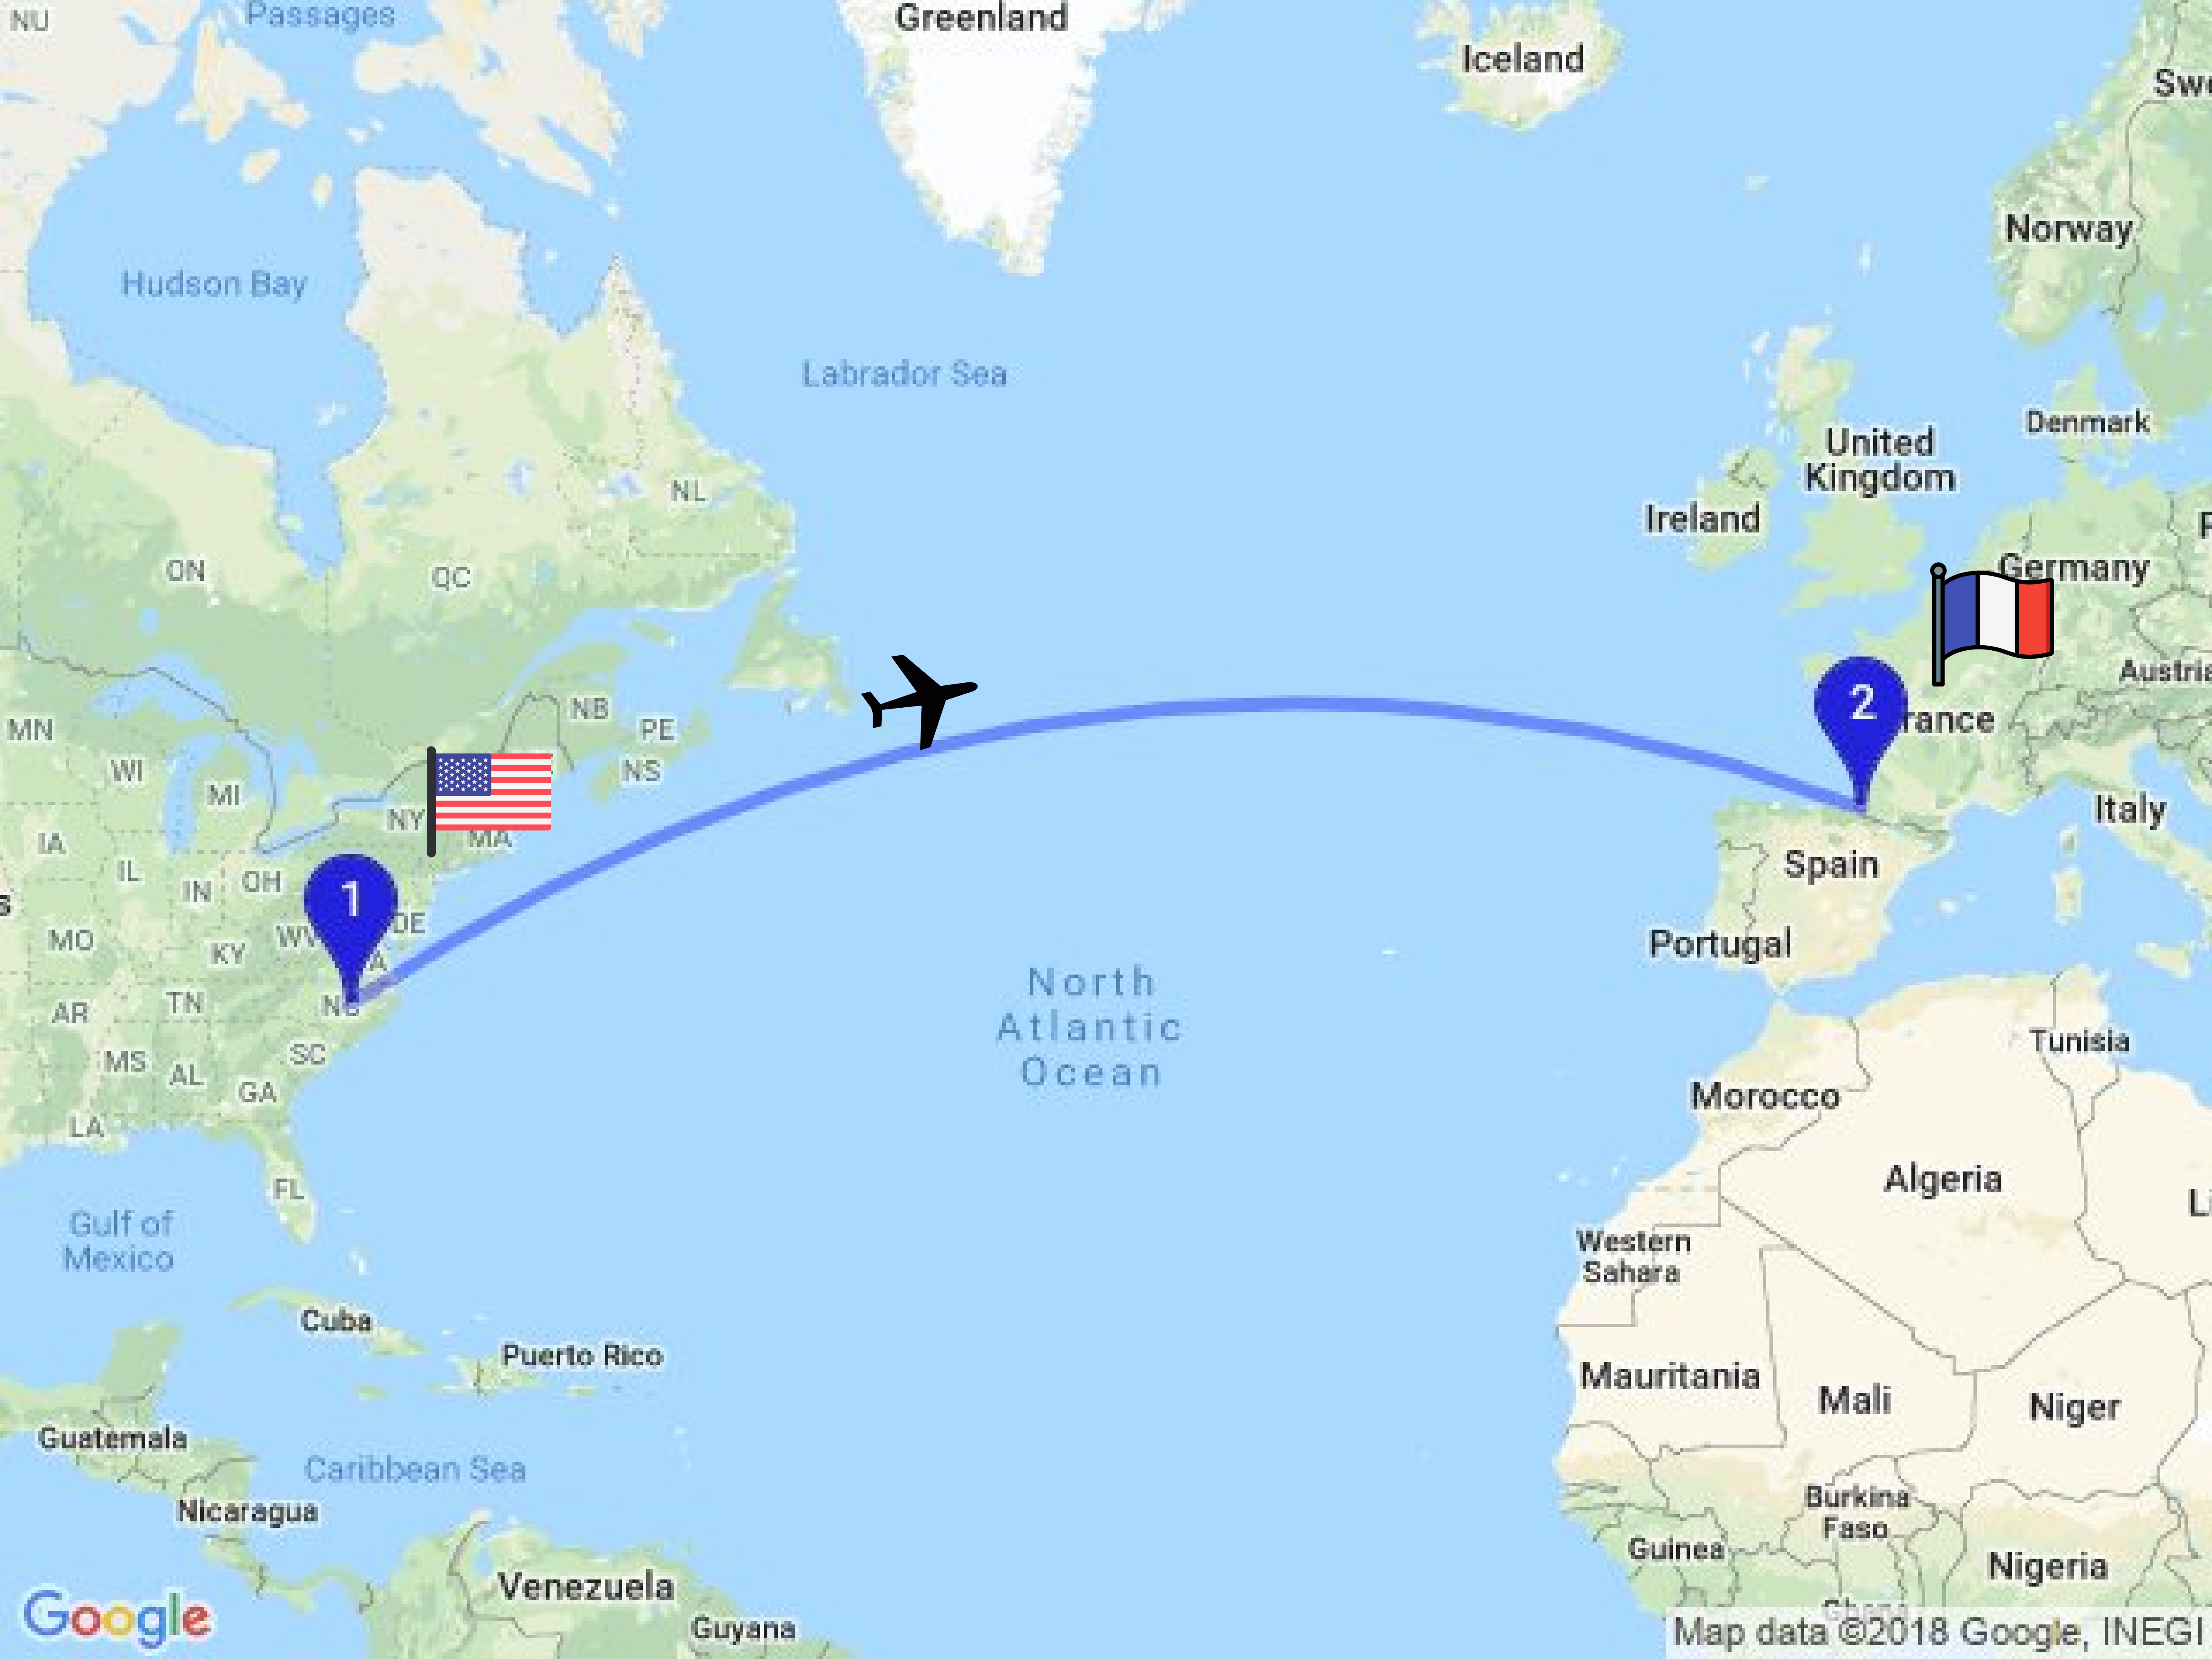 NU
Passages
Greenland
Iceland
Swe
Norway
Hudson Bay
Labrador Sea
Denmark
United
Kingdom
NL
Ireland
ON
QC
Germany
Austria
2
rance
NB
PE
MN
NS
WI
MI
NY
MA
Italy
IA
IL
IN
OH
Spain
1
DE
WV
MO
KY
A
Portugal
North
Atlantic
Ocean
AR
TN
NC
SC
MS
AL
GA
LA
Tunisia
Morocco
Algeria
FL
Gulf of
Mexico
Western
Sahara
Cuba
Puerto Rico
Mauritania
Mali
Niger
Guatemala
Caribbean Sea
Nicaragua
Burkina
Faso
Guinea
Nigeria
Venezuela
Ghana
Guyana
Google
Map data ©2018 Google, INEGI